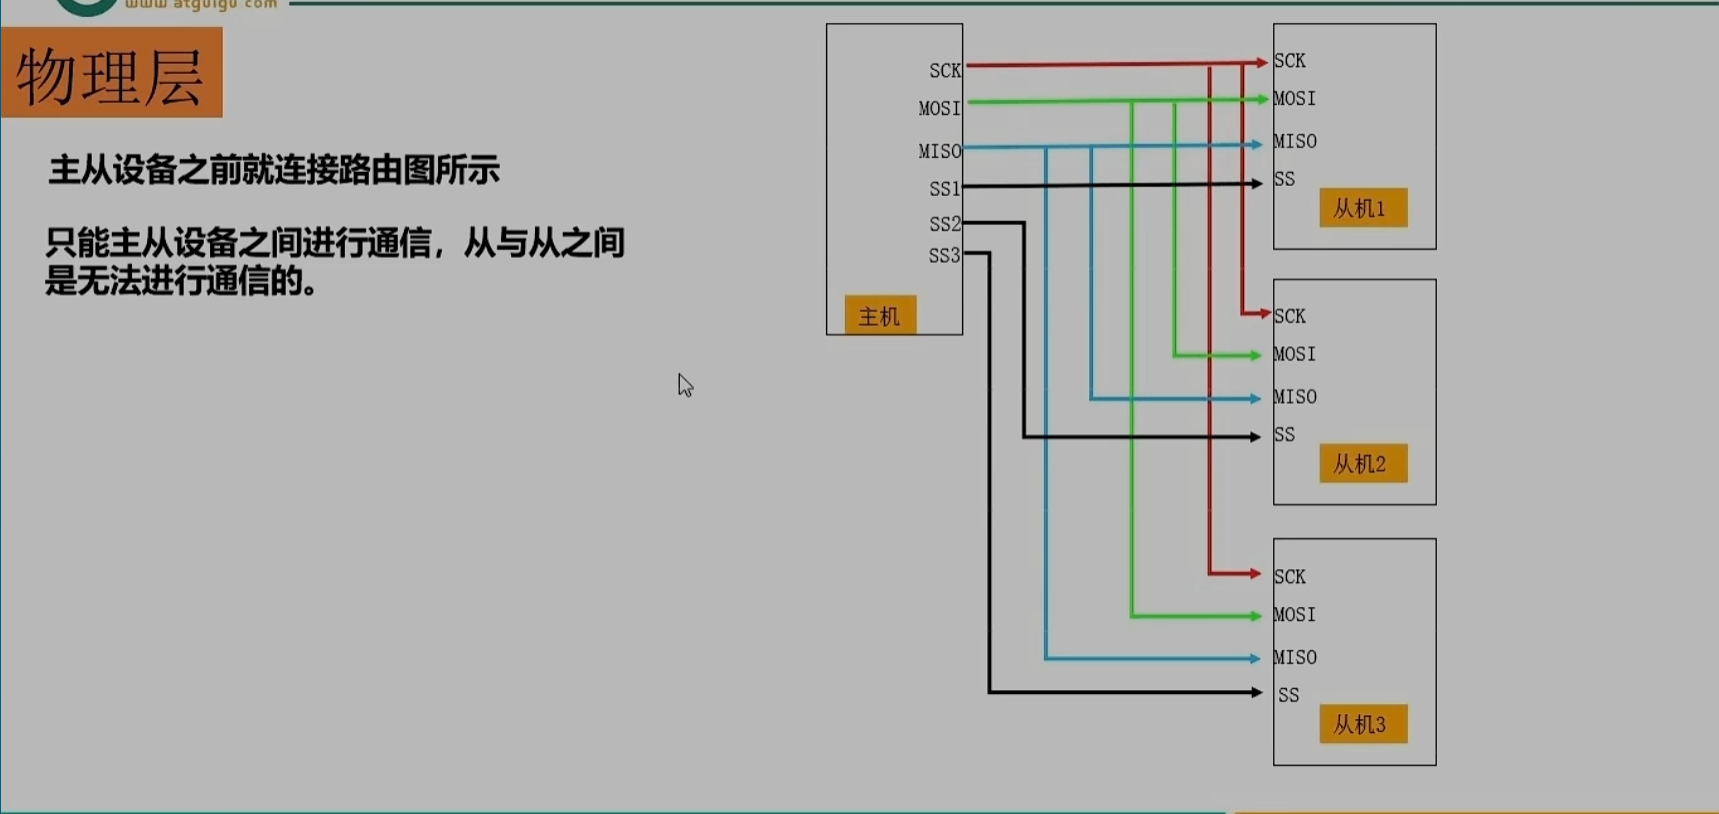 www atguigu com
物理层
主从设备之前就连接路由图所示
只能主从设备之间进行通信，从与从之间
是无法进行通信的。
SCK
MOSI
MISO
SS1
SS2
SS3
主机
SCK
MOSI
MISO
SS
从机1
SCK
MOSI
MISO
SS
从机2
SCK
MOSI
MISO
SS
从机3